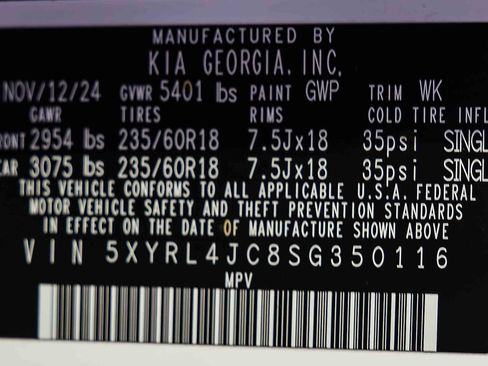 MANUFACTURED BY
KIA GEORGIA, INC.
NOV/12/24 GVWR 5401 lbs PAINT GWP TRIM WK
GAWR TIRES RIMS COLD TIRE INFL
RONT 2954 lbs 235/60R18 7.5Jx18 35psi SINGL
EAR 3075 lbs 235/60R18 7.5Jx18 35psi SINGL
THIS VEHICLE CONFORMS TO ALL APPLICABLE U.S.A. FEDERAL
MOTOR VEHICLE SAFETY AND THEFT PREVENTION STANDARDS
IN EFFECT ON THE DATE OF MANUFACTURE SHOWN ABOVE
VIN 5XYRL4JC8SG350116
MPV